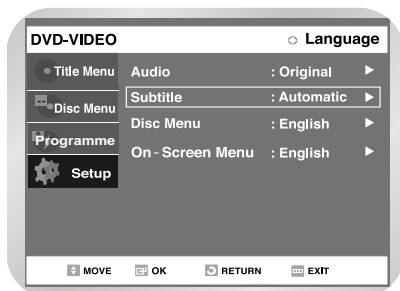 DVD-VIDEO Language
Title Menu Audio : Original
Disc Menu Subtitle : Automatic
Programme Disc Menu : English
Setup On-Screen Menu : English
MOVE OK RETURN EXIT